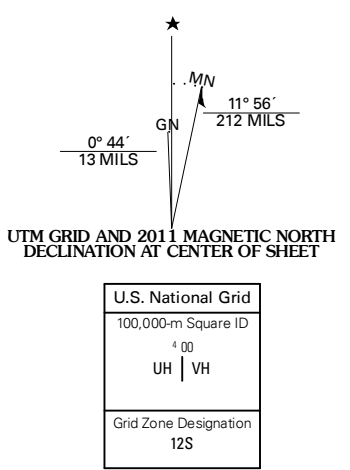 MN
11° 56´
212 MILS
GN
0° 44´
13 MILS
UTM GRID AND 2011 MAGNETIC NORTH
DECLINATION AT CENTER OF SHEET
U.S. National Grid
100,000-m Square ID
4 00
UH VH
Grid Zone Designation
12S